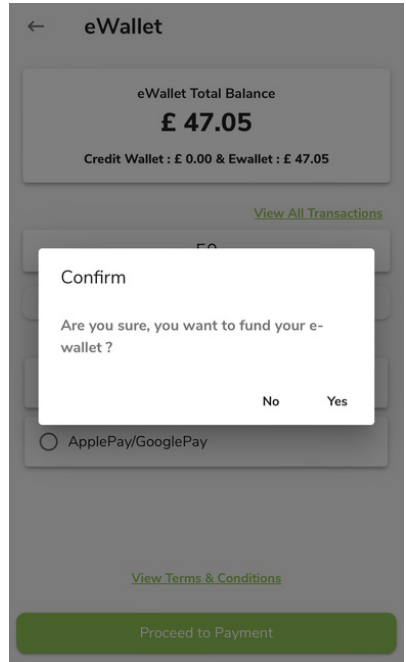 ← eWallet
eWallet Total Balance
£ 47.05
Credit Wallet : £ 0.00 & Ewallet : £ 47.05
View All Transactions
Confirm
Are you sure, you want to fund your e-
wallet ?
No Yes
ApplePay/GooglePay
View Terms & Conditions
Proceed to Payment